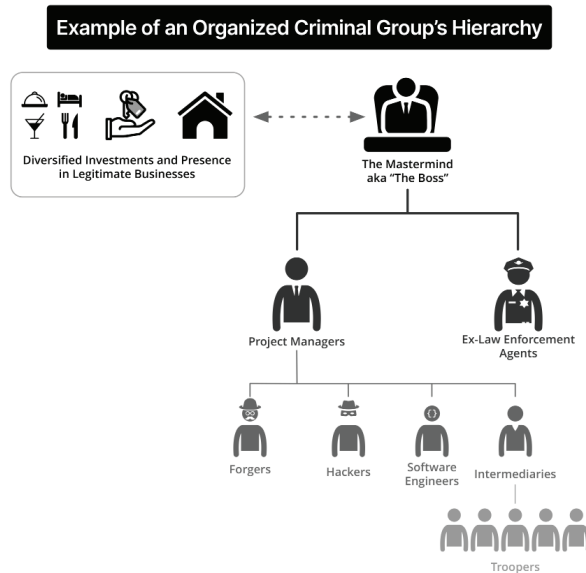 Example of an Organized Criminal Group's Hierarchy
Diversified Investments and Presence
in Legitimate Businesses
The Mastermind
aka “The Boss”
Project Managers
Ex-Law Enforcement
Agents
Forgers
Hackers
Software
Engineers
Intermediaries
Troopers